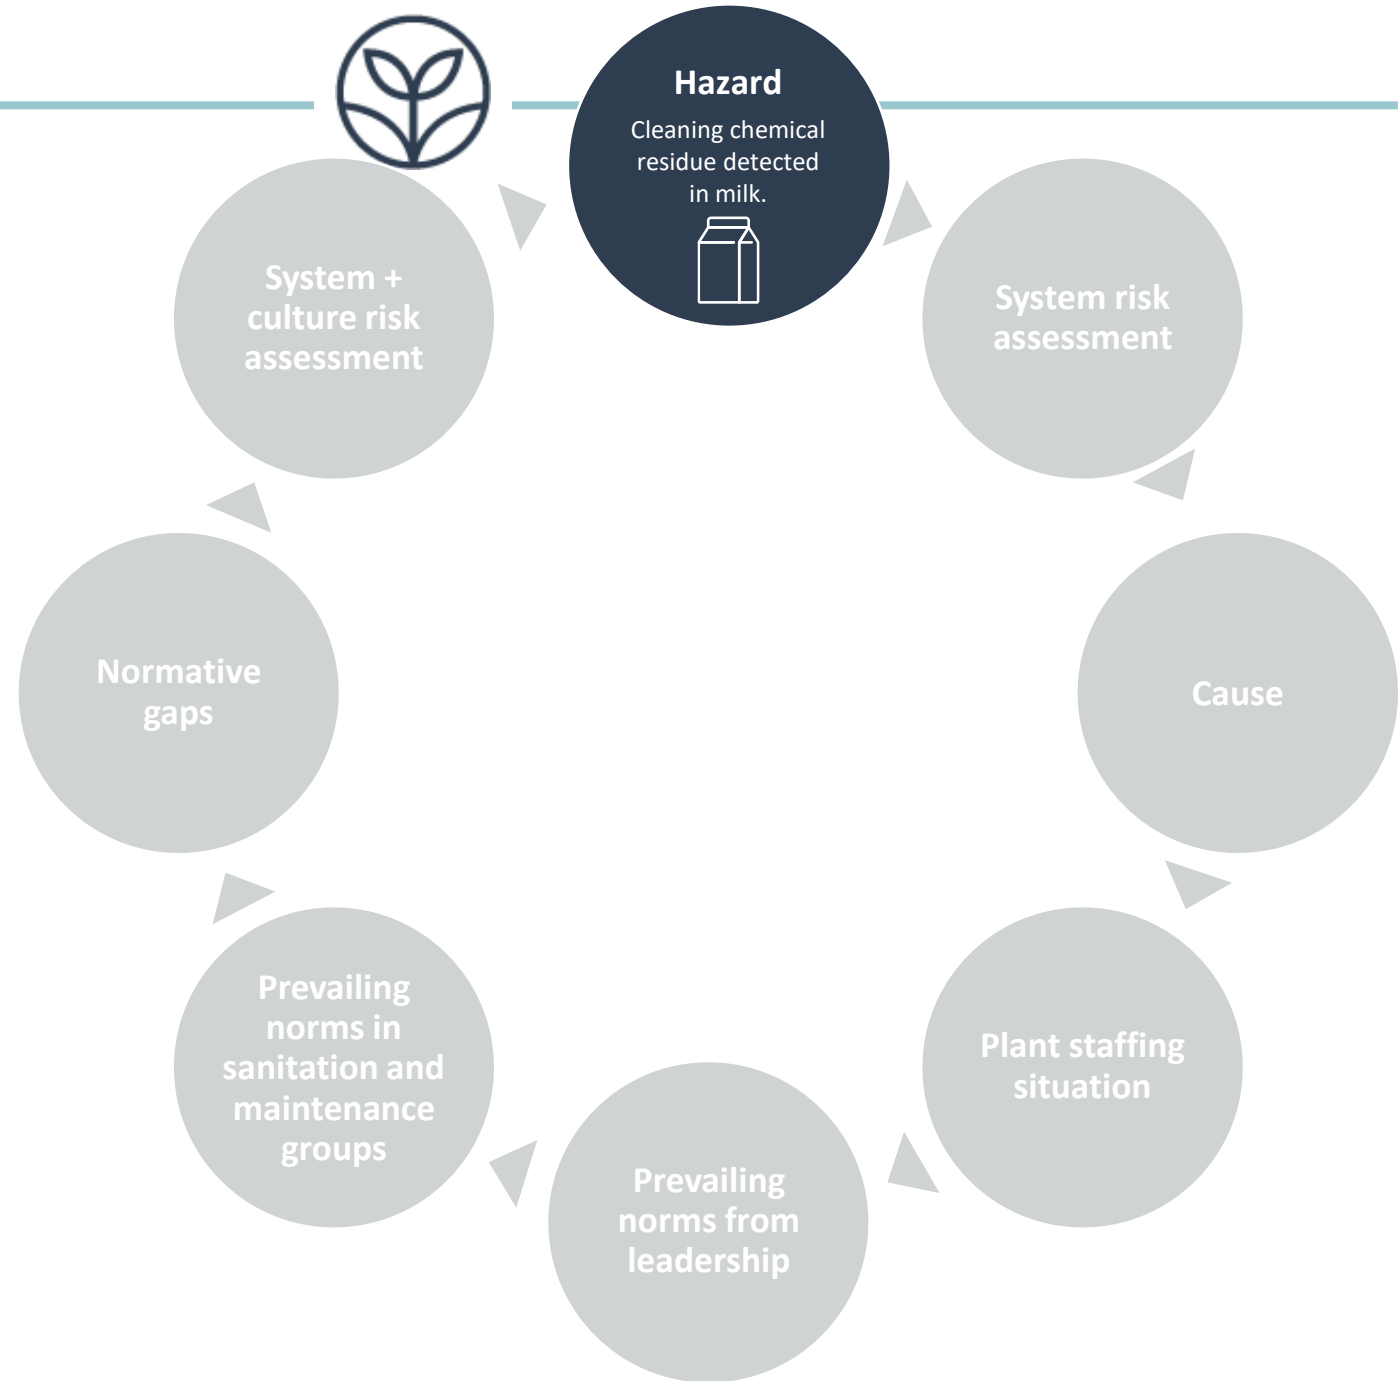 Hazard
Cleaning chemical
residue detected
in milk.
System risk
assessment
Cause
Plant staffing
situation
Prevailing
norms from
leadership
Prevailing
norms in
sanitation and
maintenance
groups
Normative
gaps
System +
culture risk
assessment